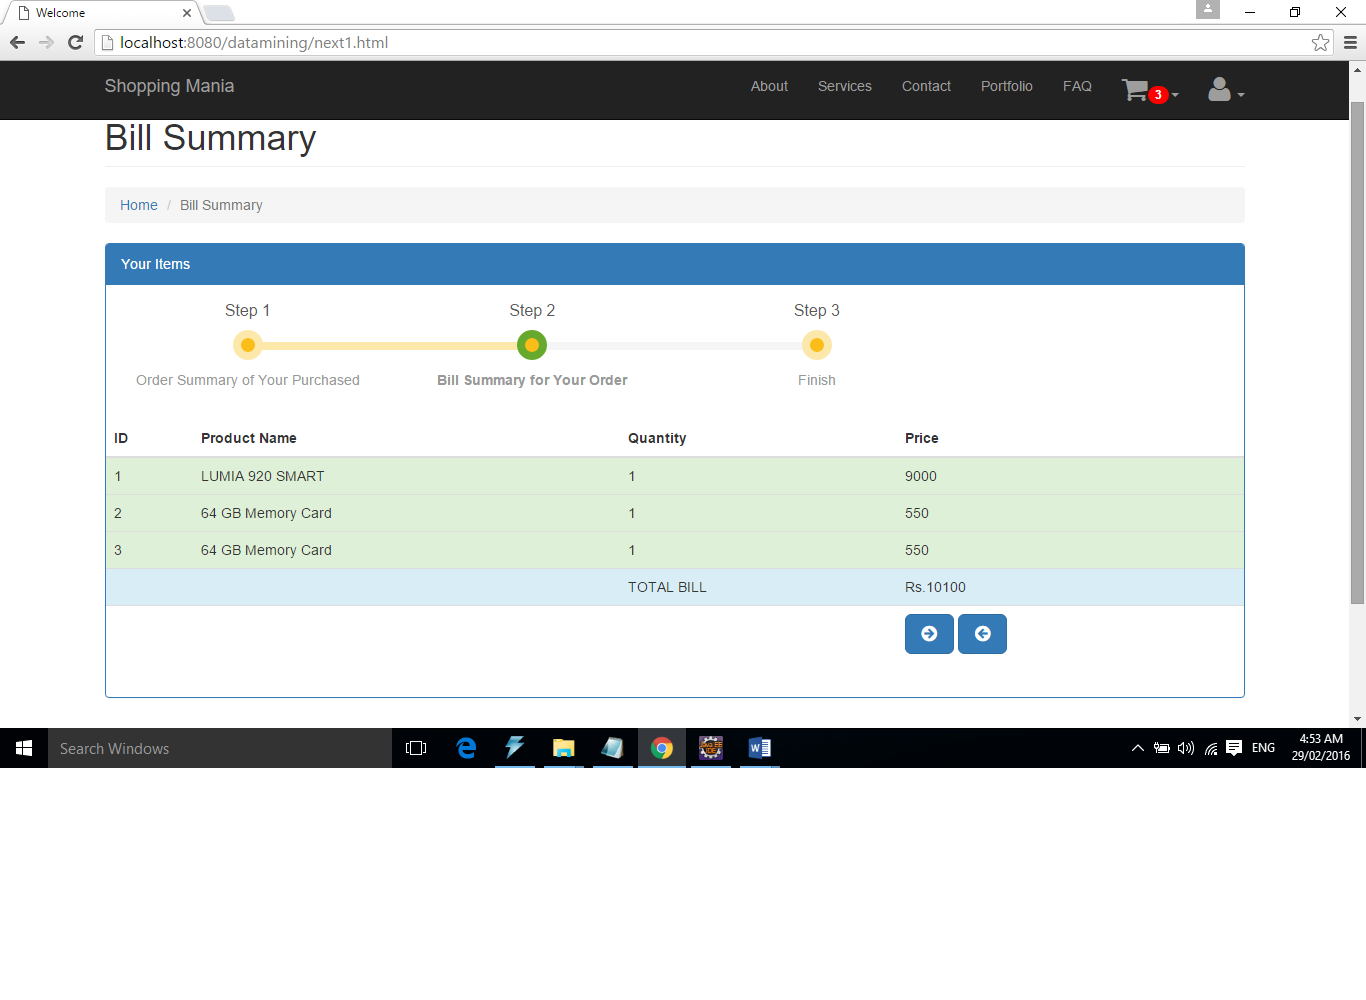 Welcome
localhost:8080/datamining/next1.html
Shopping Mania About Services Contact Portfolio FAQ 3
Bill Summary
Home / Bill Summary
Your Items
Step 1 Step 2 Step 3
Order Summary of Your Purchased Bill Summary for Your Order Finish
ID Product Name Quantity Price
1 LUMIA 920 SMART 1 9000
2 64 GB Memory Card 1 550
3 64 GB Memory Card 1 550
TOTAL BILL Rs.10100
Search Windows ENG 4:53 AM
29/02/2016